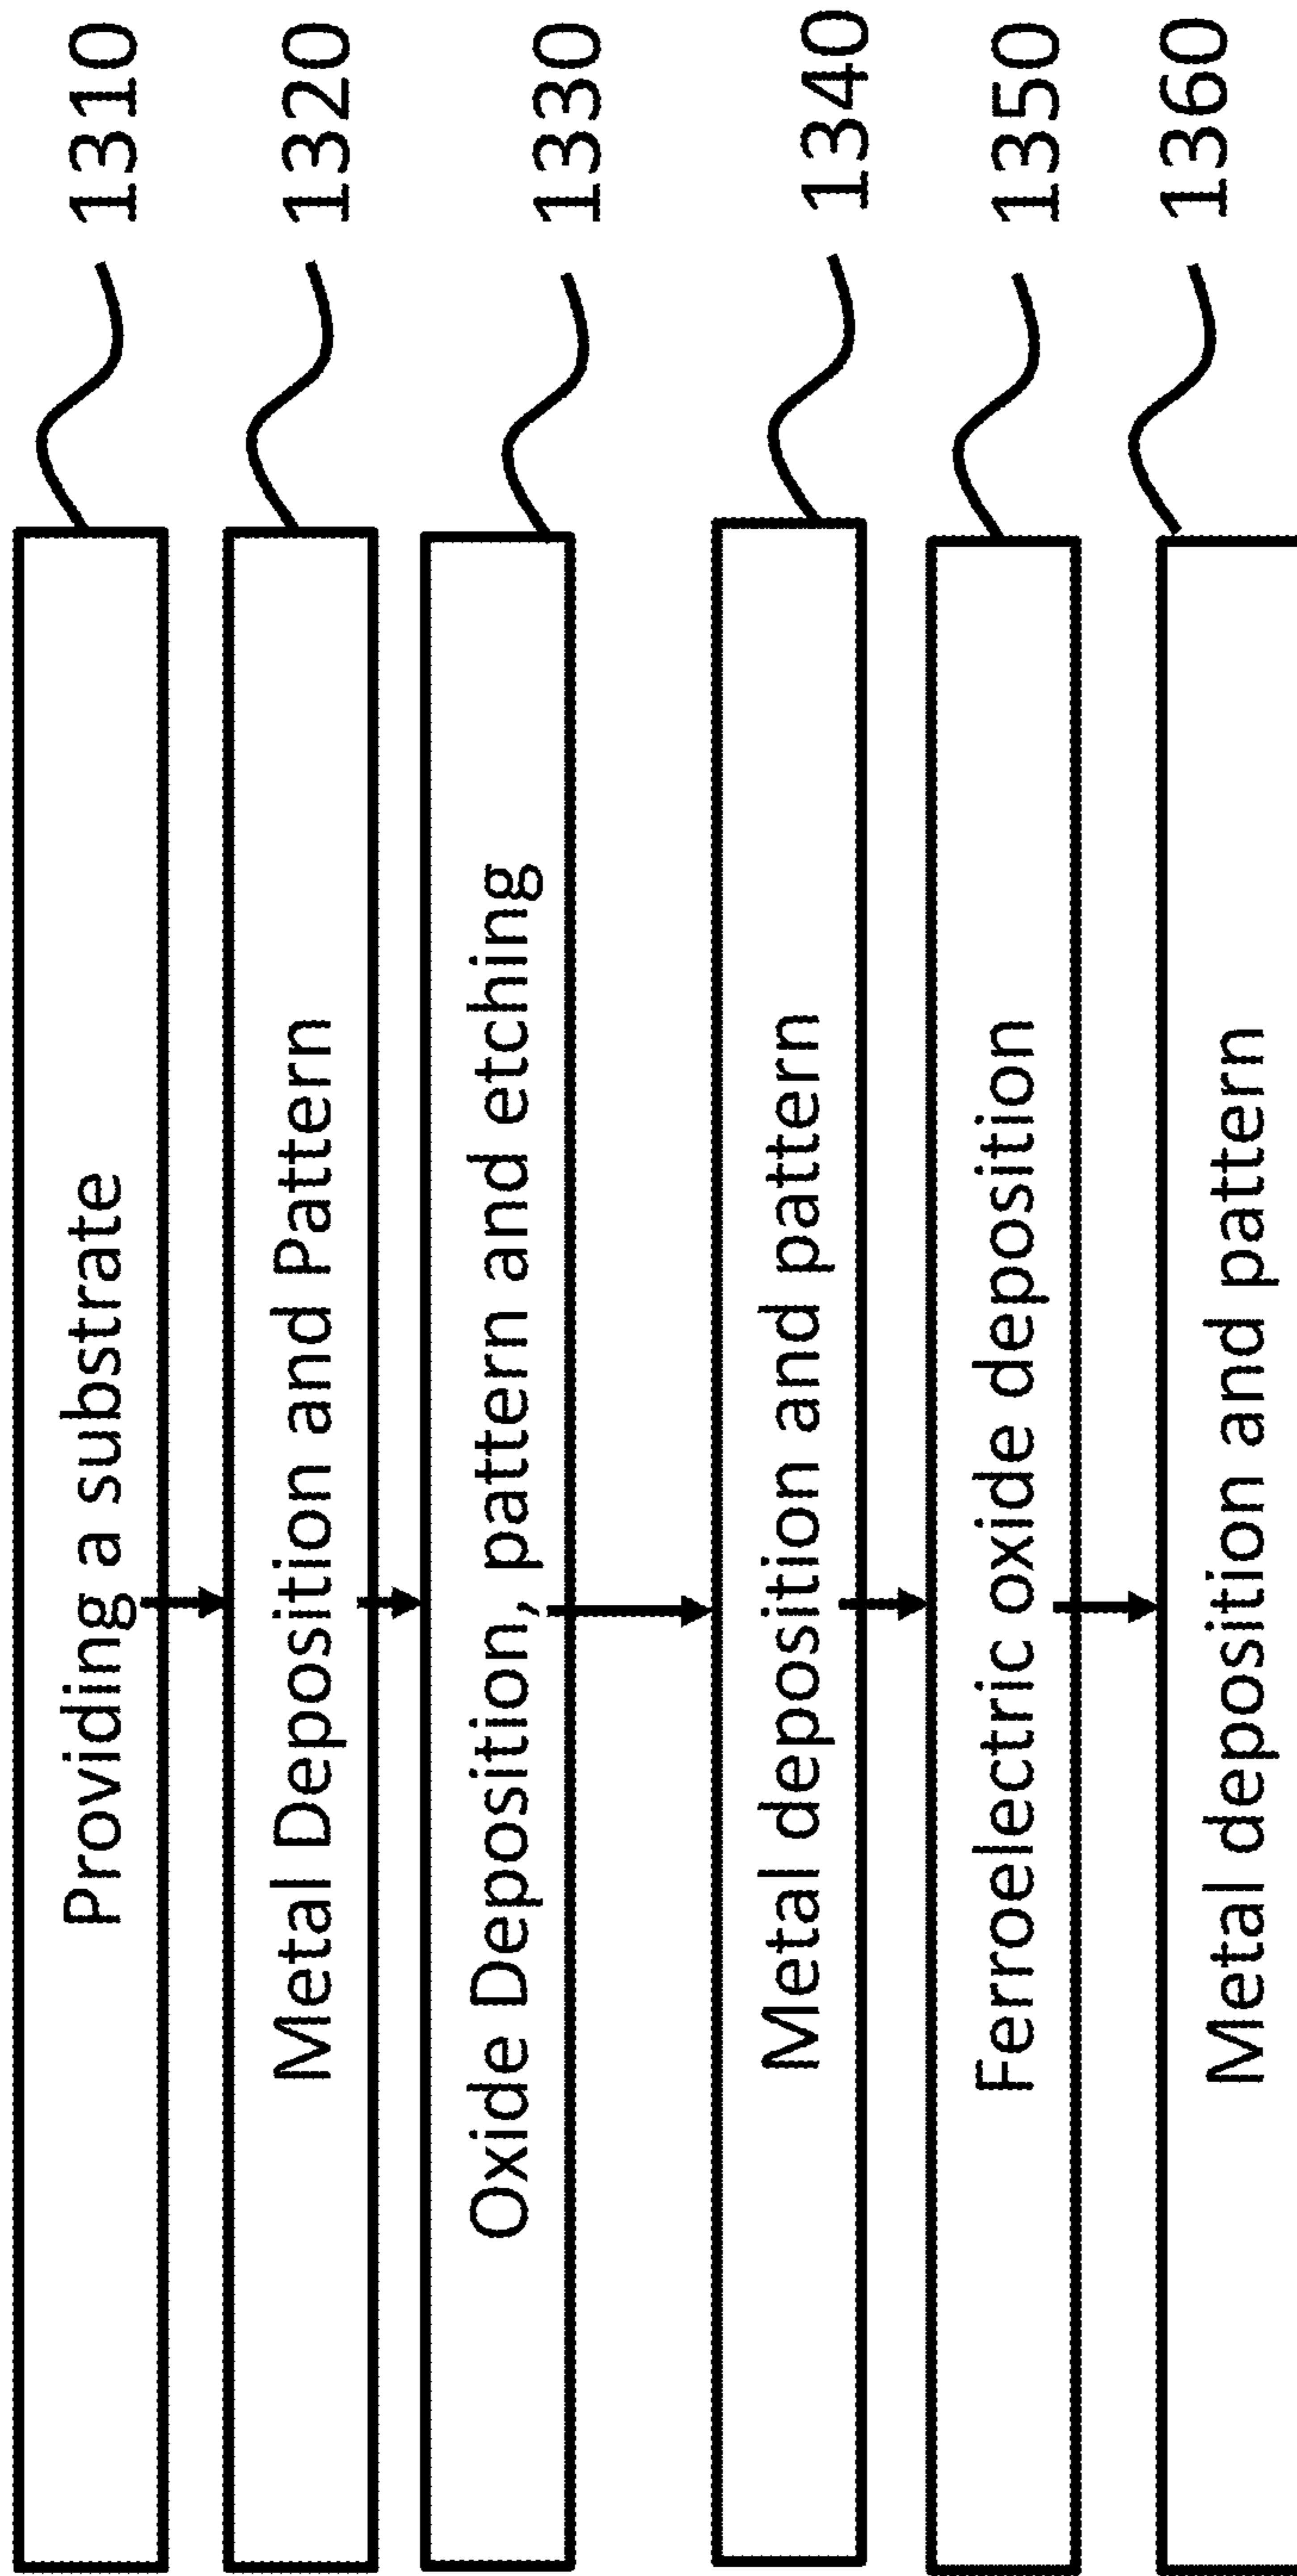 Providing a substrate 1310
Metal Deposition and Pattern 1320
Oxide Deposition, pattern and etching 1330
Metal deposition and pattern 1340
Ferroelectric oxide deposition 1350
Metal deposition and pattern 1360